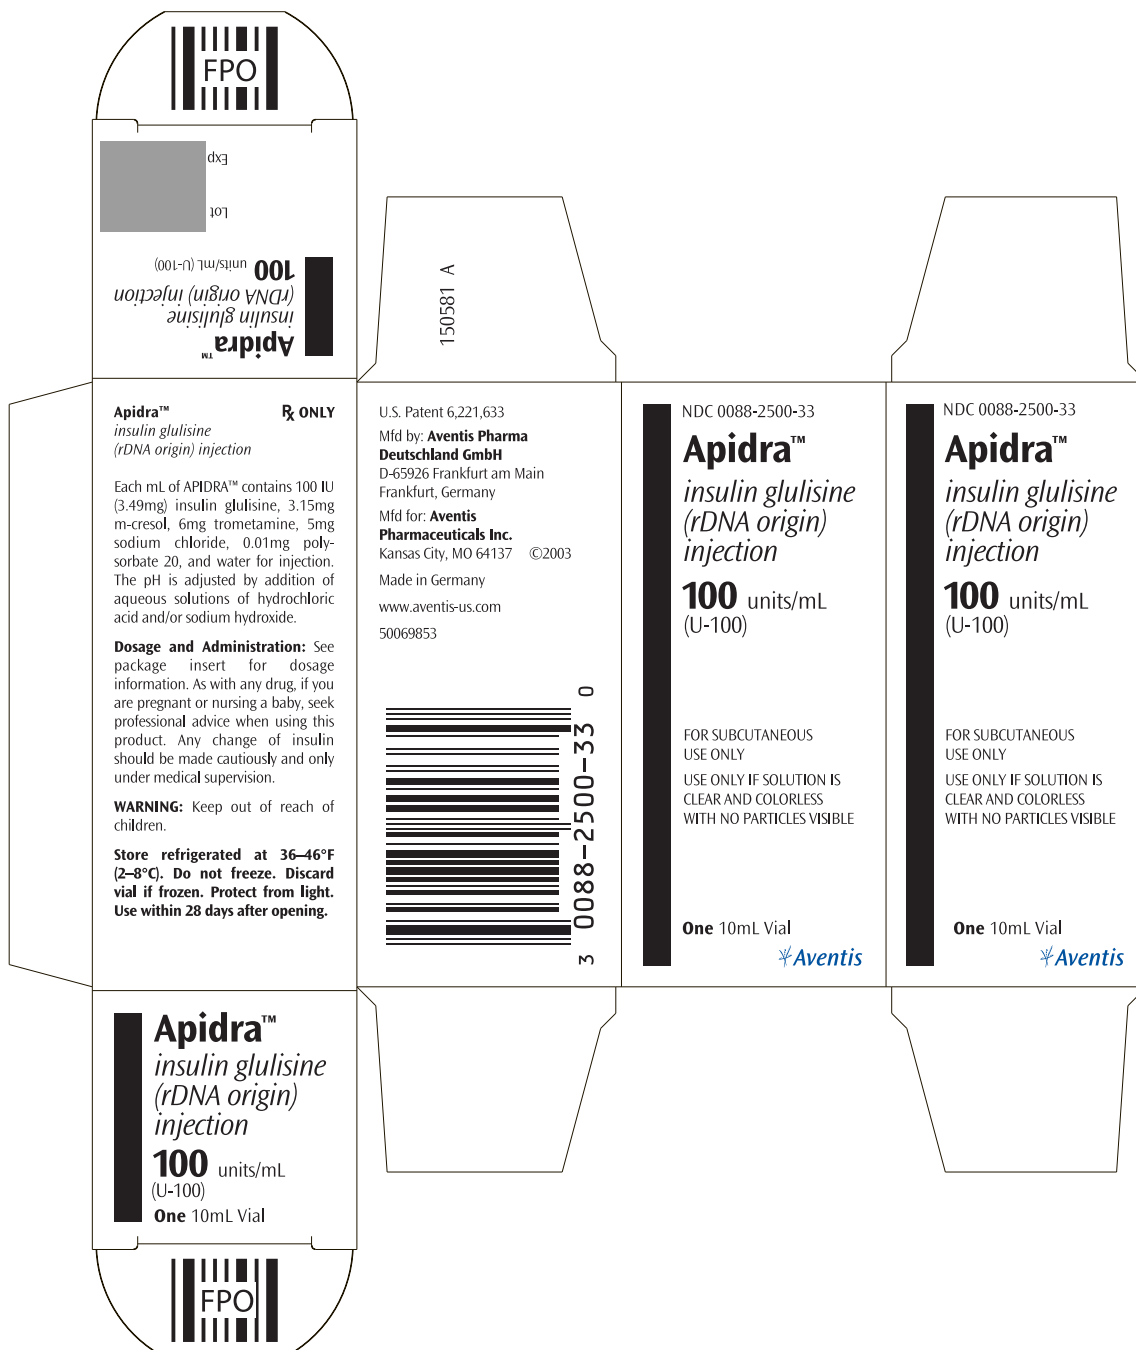 FPO
Exp
Lot
100 units/mL (U-100)
(rDNA origin) injection
insulin glulisine
Apidra™
150581 A
Apidra™ ℞ ONLY
insulin glulisine
(rDNA origin) injection
Each mL of APIDRA™ contains 100 IU
(3.49mg) insulin glulisine, 3.15mg
m-cresol, 6mg trometamine, 5mg
sodium chloride, 0.01mg poly-
sorbate 20, and water for injection.
The pH is adjusted by addition of
aqueous solutions of hydrochloric
acid and/or sodium hydroxide.
Dosage and Administration: See
package insert for dosage
information. As with any drug, if you
are pregnant or nursing a baby, seek
professional advice when using this
product. Any change of insulin
should be made cautiously and only
under medical supervision.
WARNING: Keep out of reach of
children.
Store refrigerated at 36–46°F
(2–8°C). Do not freeze. Discard
vial if frozen. Protect from light.
Use within 28 days after opening.
U.S. Patent 6,221,633
Mfd by: Aventis Pharma
Deutschland GmbH
D-65926 Frankfurt am Main
Frankfurt, Germany
Mfd for: Aventis
Pharmaceuticals Inc.
Kansas City, MO 64137 ©2003
Made in Germany
www.aventis-us.com
50069853
3 0088-2500-33 0
NDC 0088-2500-33
Apidra™
insulin glulisine
(rDNA origin)
injection
100 units/mL
(U-100)
FOR SUBCUTANEOUS
USE ONLY
USE ONLY IF SOLUTION IS
CLEAR AND COLORLESS
WITH NO PARTICLES VISIBLE
One 10mL Vial
Aventis
NDC 0088-2500-33
Apidra™
insulin glulisine
(rDNA origin)
injection
100 units/mL
(U-100)
FOR SUBCUTANEOUS
USE ONLY
USE ONLY IF SOLUTION IS
CLEAR AND COLORLESS
WITH NO PARTICLES VISIBLE
One 10mL Vial
Aventis
Apidra™
insulin glulisine
(rDNA origin)
injection
100 units/mL
(U-100)
One 10mL Vial
FPO